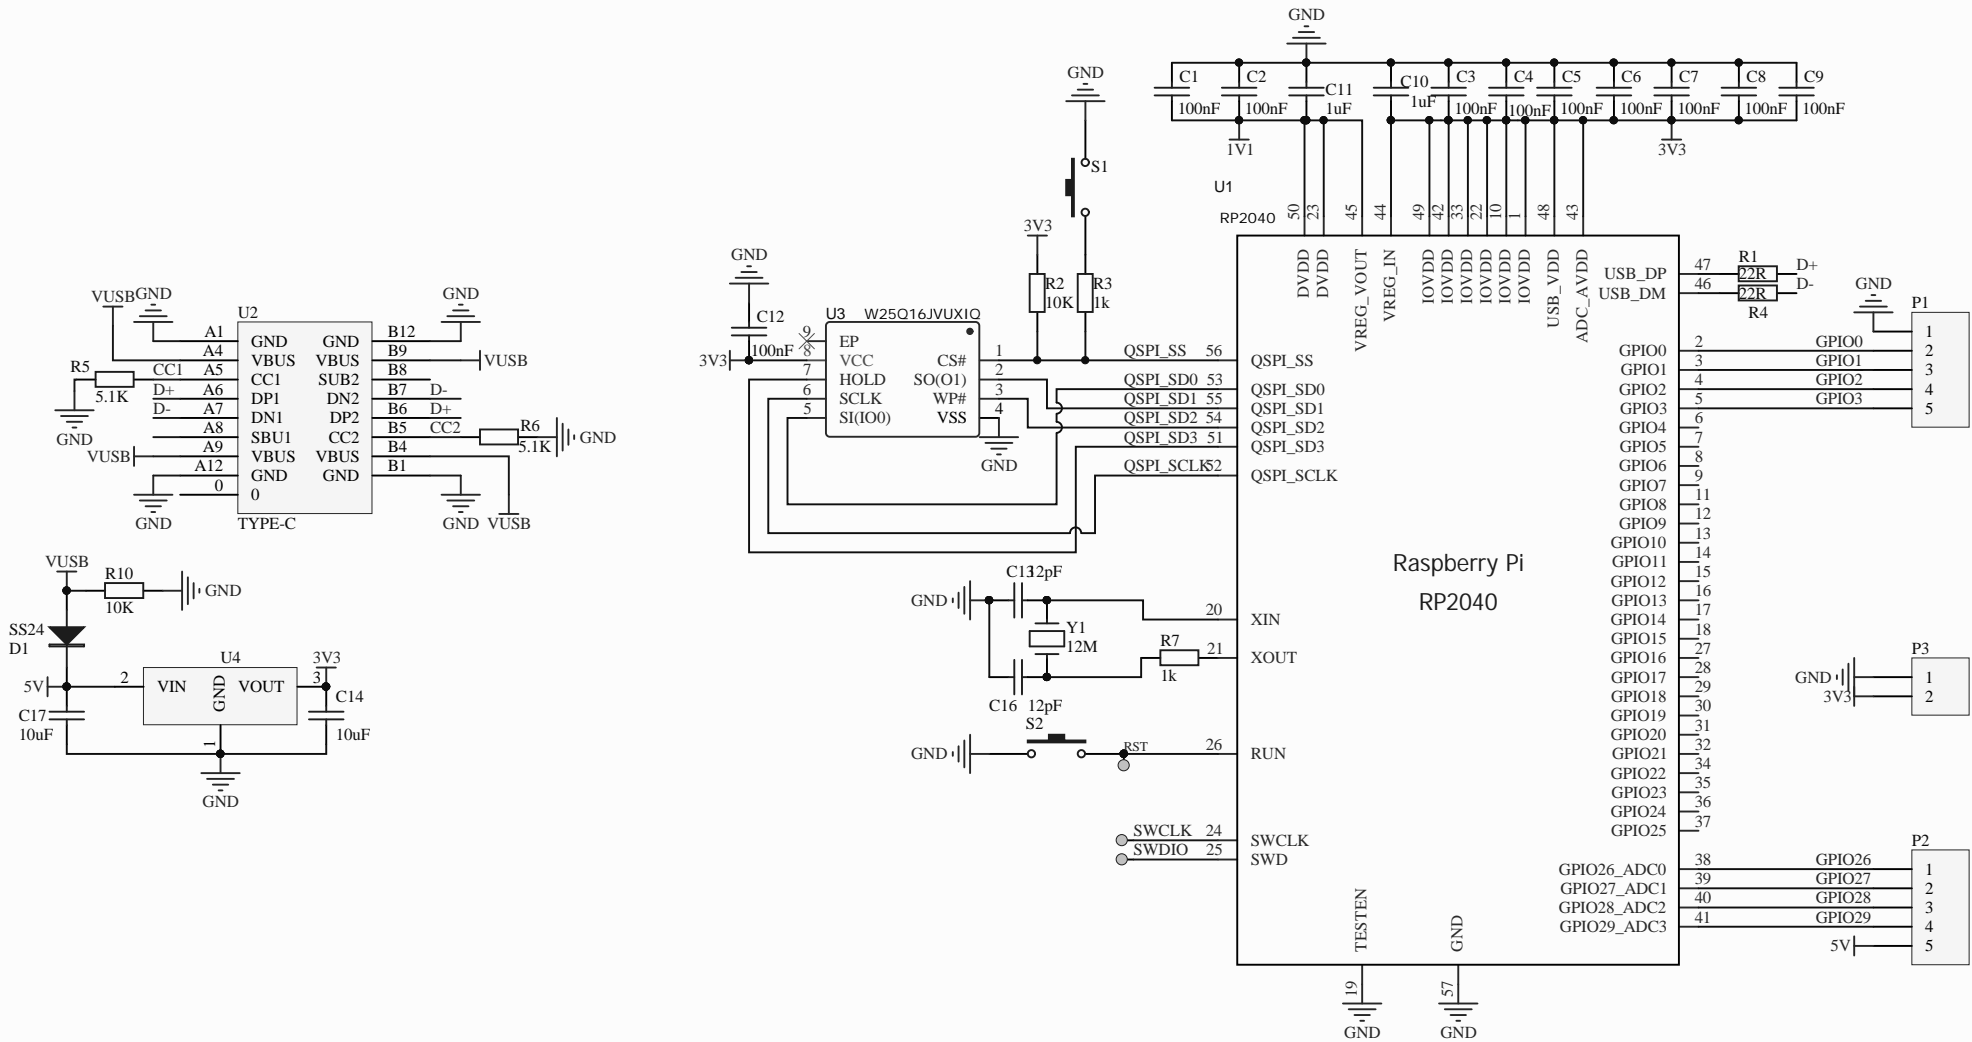 GND
C1
100nF
C2
100nF
C11
1uF
C10
1uF
C3
100nF
C4
100nF
C5
100nF
C6
100nF
C7
100nF
C8
100nF
C9
100nF
1V1
3V3
GND
S1
3V3
R2
10K
R3
1k
GND
C12
100nF
3V3
U3 W25Q16JVUXIQ
9 EP
8 VCC CS# 1
7 HOLD SO(O1) 2
6 SCLK WP# 3
5 SI(IO0) VSS 4
GND
QSPI_SS 56
QSPI_SD0 53
QSPI_SD1 55
QSPI_SD2 54
QSPI_SD3 51
QSPI_SCLK 52
U1
RP2040
50 23 45 44 49 42 33 22 10 1 48 43
DVDD
DVDD
VREG_VOUT
VREG_IN
IOVDD
IOVDD
IOVDD
IOVDD
IOVDD
IOVDD
USB_VDD
ADC_AVDD
QSPI_SS
QSPI_SD0
QSPI_SD1
QSPI_SD2
QSPI_SD3
QSPI_SCLK
XIN
XOUT
RUN
SWCLK
SWD
Raspberry Pi
RP2040
USB_DP 47 R1 22R D+
USB_DM 46 22R D-
R4
GPIO0 2 GPIO0
GPIO1 3 GPIO1
GPIO2 4 GPIO2
GPIO3 5 GPIO3
GPIO4 6
GPIO5 7
GPIO6 8
GPIO7 9
GPIO8 11
GPIO9 12
GPIO10 13
GPIO11 14
GPIO12 15
GPIO13 16
GPIO14 17
GPIO15 18
GPIO16 27
GPIO17 28
GPIO18 29
GPIO19 30
GPIO20 31
GPIO21 32
GPIO22 34
GPIO23 35
GPIO24 36
GPIO25 37
GPIO26_ADC0 38 GPIO26
GPIO27_ADC1 39 GPIO27
GPIO28_ADC2 40 GPIO28
GPIO29_ADC3 41 GPIO29
TESTEN
19
GND
GND
57
GND
GND
P1
1
2
3
4
5
P3
GND 1
3V3 2
P2
1
2
3
4
5V 5
U2
VUSB GND
GND
A1 GND GND B12
A4 VBUS VBUS B9 VUSB
R5 CC1 A5 CC1 SUB2 B8
5.1K
D+ A6 DP1 DN2 B7 D-
D- A7 DN1 DP2 B6 D+
GND
A8 SBU1 CC2 B5 CC2 R6 GND
5.1K
VUSB A9 VBUS VBUS B4
A12 GND GND B1
0 0
GND
TYPE-C
GND VUSB
VUSB
R10
10K
GND
SS24
D1
U4
5V 2 VIN GND VOUT 3 3V3
1
C17
10uF
C14
10uF
GND
GND
C13 12pF
20
Y1
12M
R7
1k
21
C16 12pF
S2
GND
RST
26
SWCLK 24
SWDIO 25